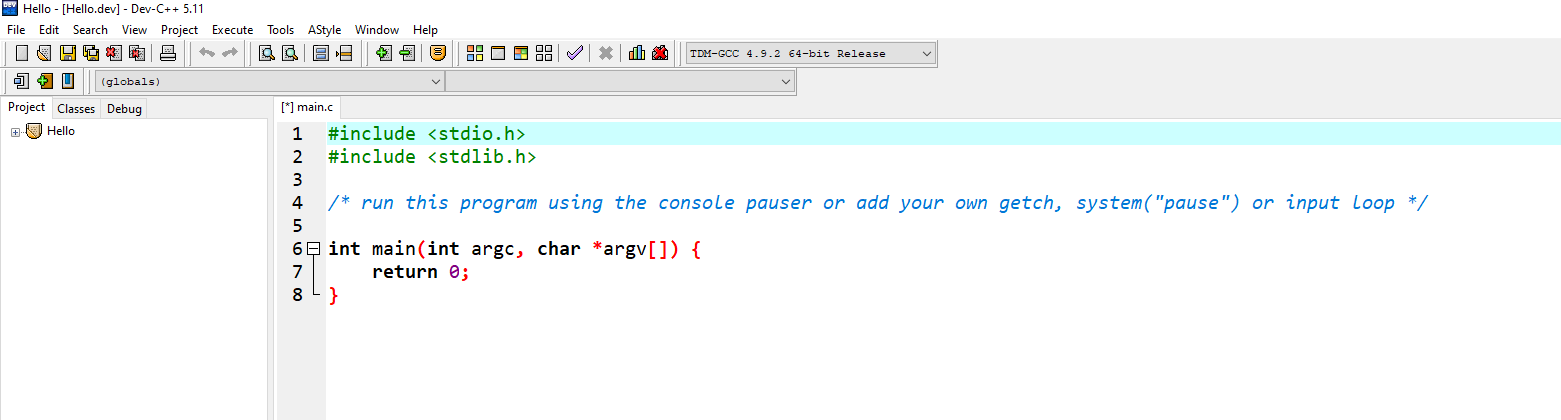 Hello - [Hello.dev] - Dev-C++ 5.11
File Edit Search View Project Execute Tools AStyle Window Help
TDM-GCC 4.9.2 64-bit Release
(globals)
Project Classes Debug
[*] main.c
Hello
1 #include <stdio.h>
2 #include <stdlib.h>
3
4 /* run this program using the console pauser or add your own getch, system("pause") or input loop */
5
6 int main(int argc, char *argv[]) {
7     return 0;
8 }